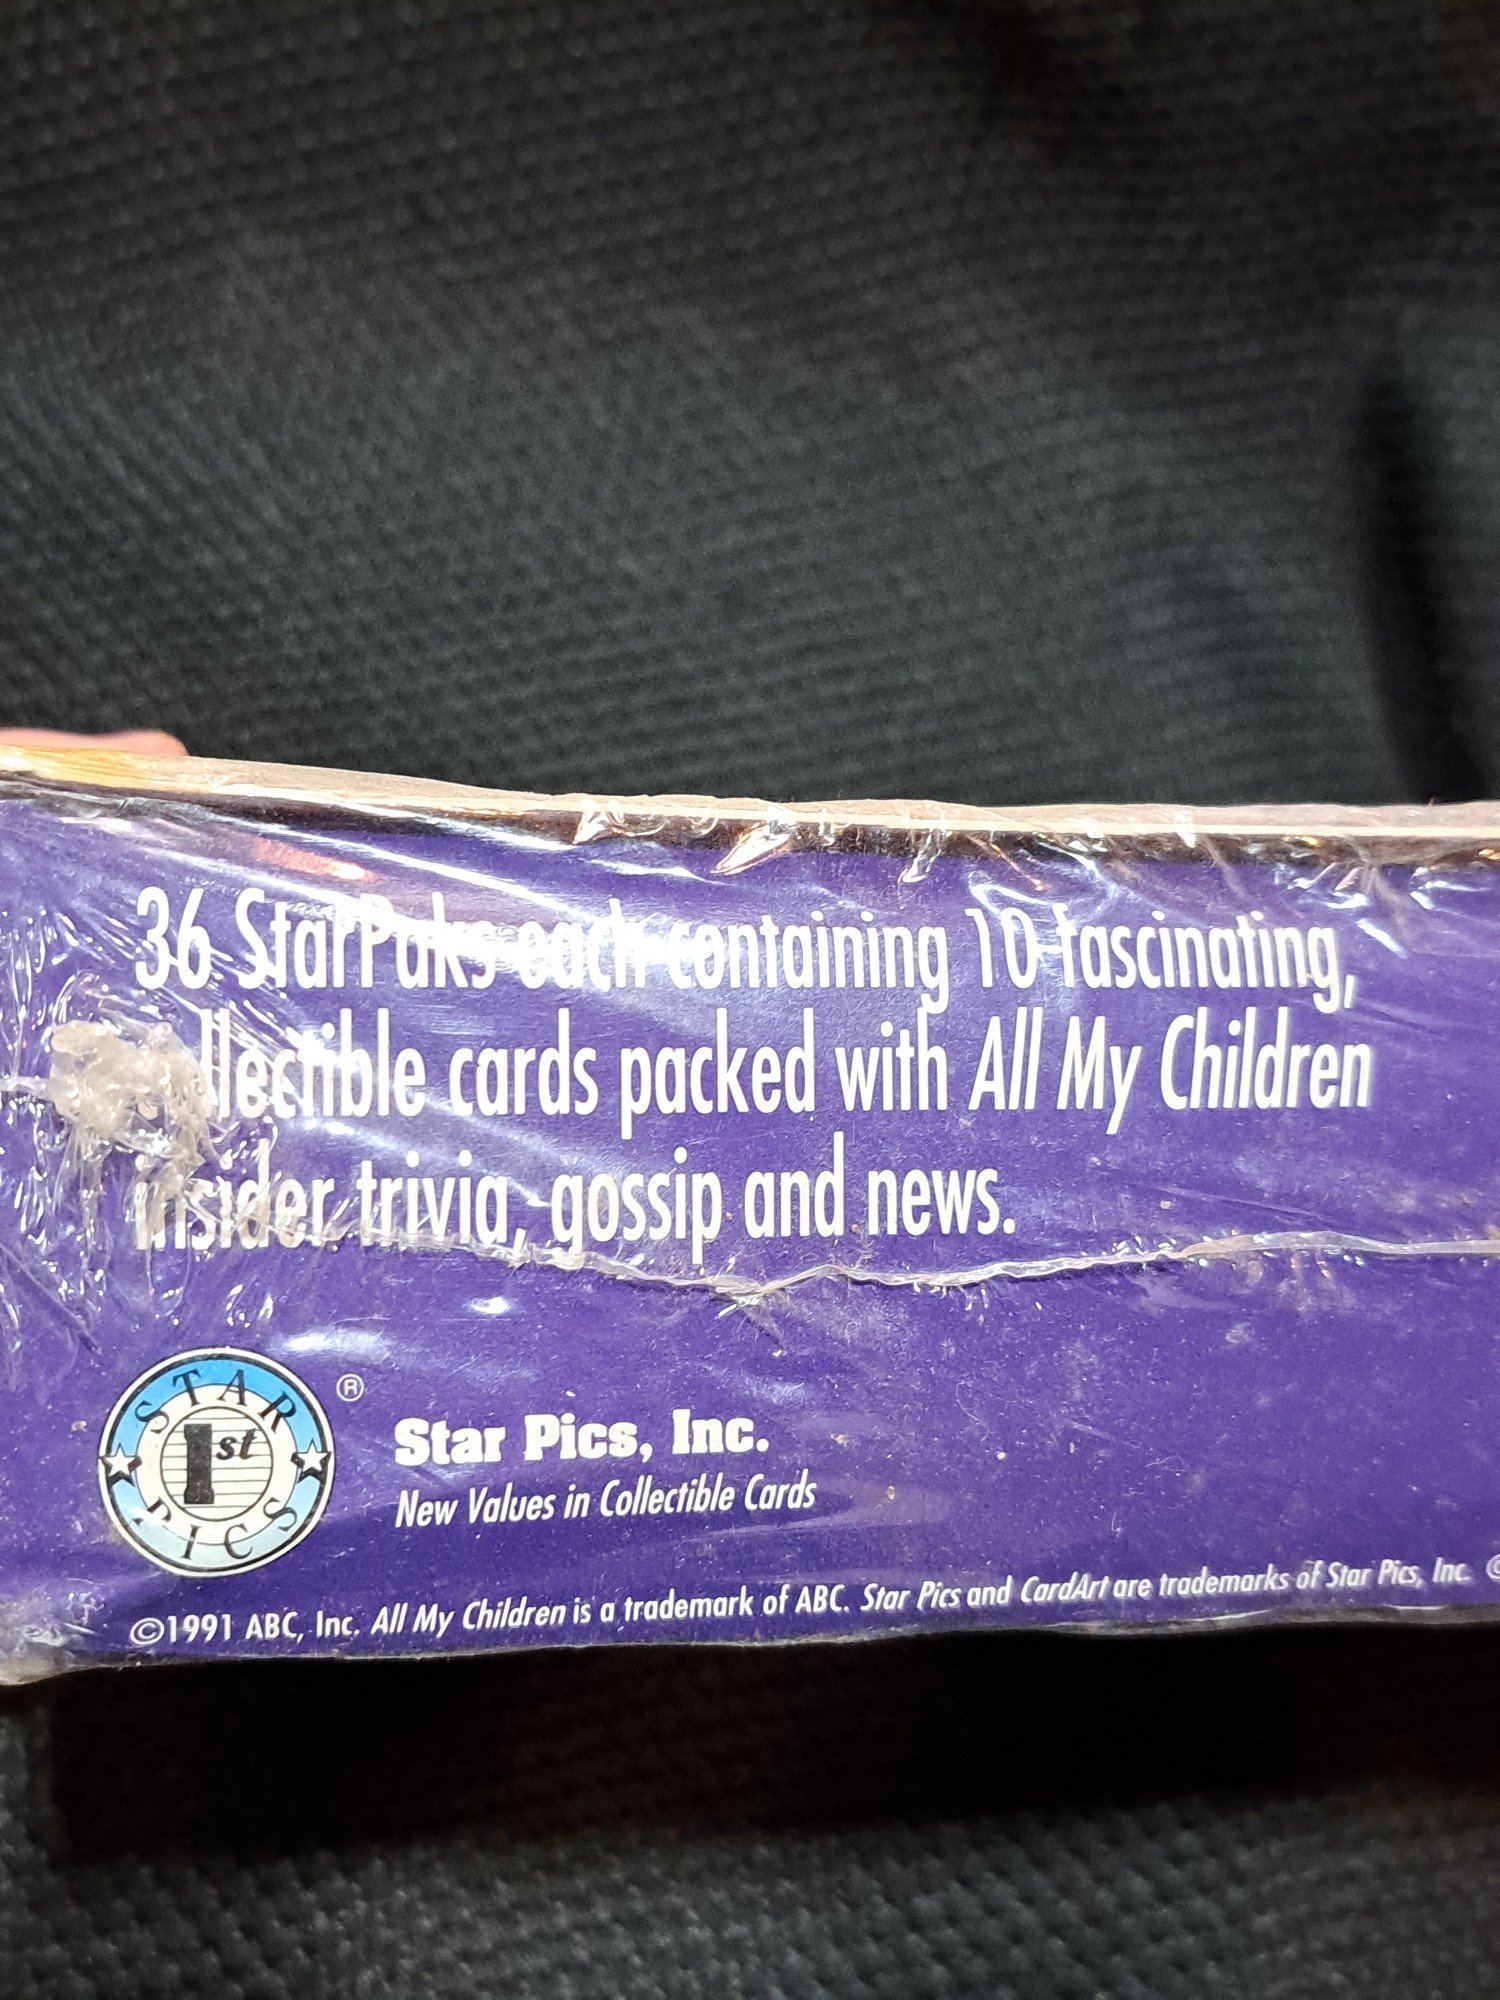 36 StarPaks each containing 10 fascinating,
collectible cards packed with All My Children
insider trivia, gossip and news.
STAR
1st
PICS
®
Star Pics, Inc.
New Values in Collectible Cards
©1991 ABC, Inc. All My Children is a trademark of ABC. Star Pics and CardArt are trademarks of Star Pics, Inc. ©